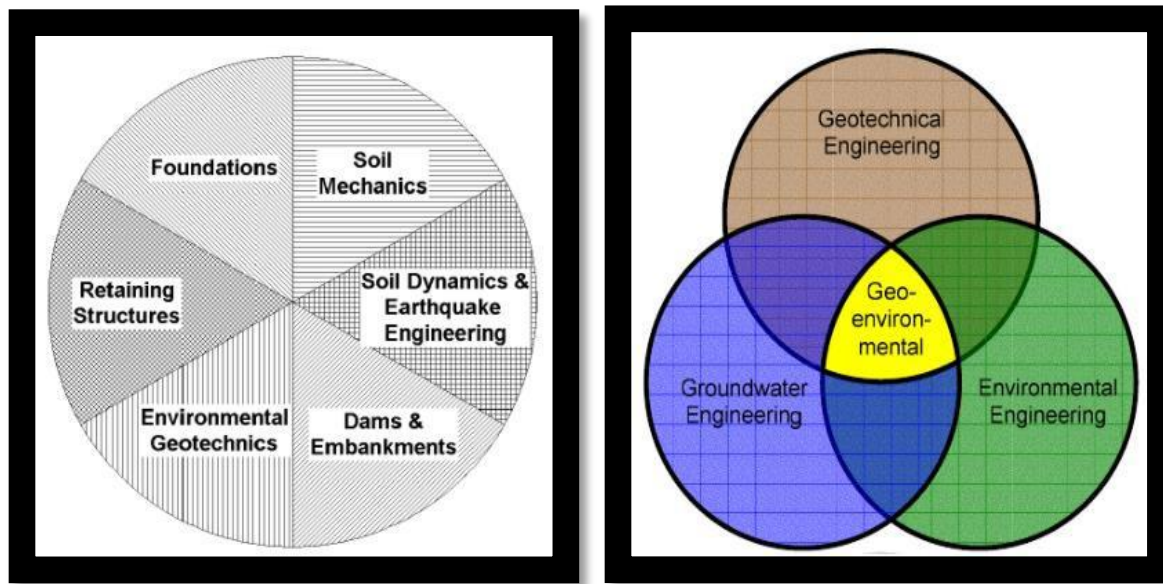 Foundations
Soil
Mechanics
Retaining
Structures
Soil Dynamics &
Earthquake
Engineering
Environmental
Geotechnics
Dams &
Embankments
Geotechnical
Engineering
Geo-
environ-
mental
Groundwater
Engineering
Environmental
Engineering